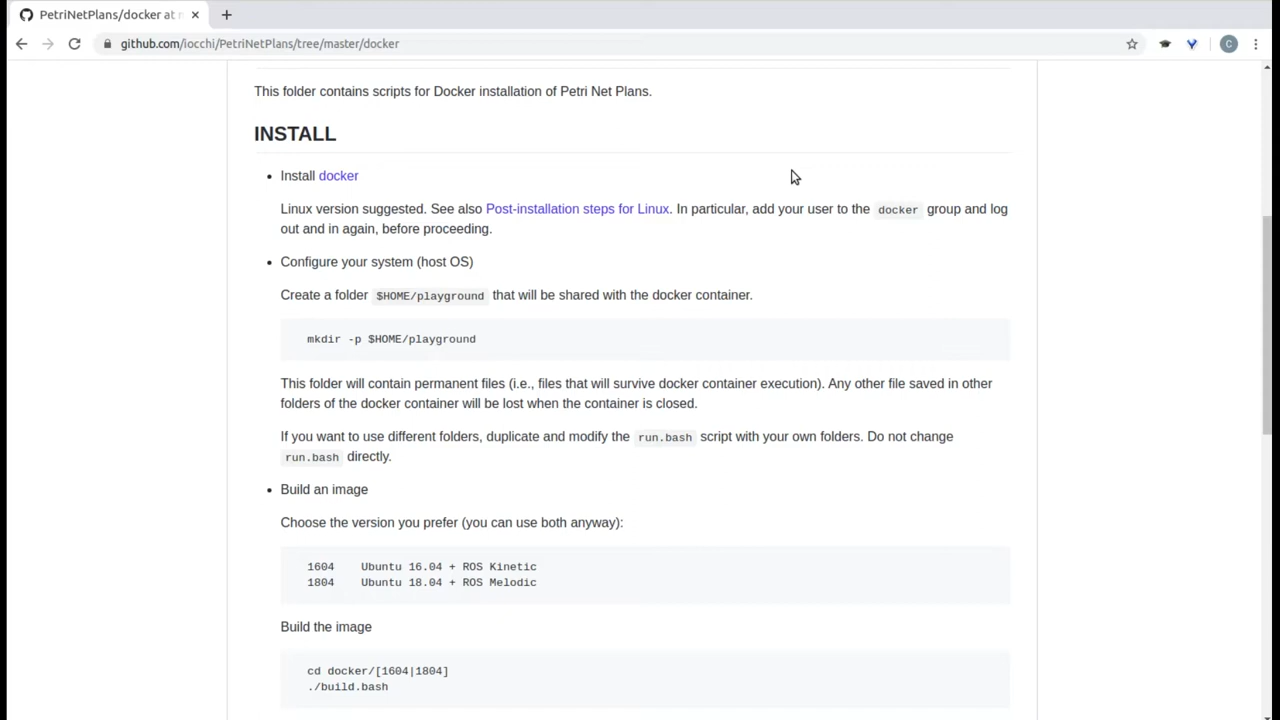 PetriNetPlans/docker at m
github.com/iocchi/PetriNetPlans/tree/master/docker
C
This folder contains scripts for Docker installation of Petri Net Plans.
INSTALL
Install docker
Linux version suggested. See also Post-installation steps for Linux. In particular, add your user to the docker group and log
out and in again, before proceeding.
Configure your system (host OS)
Create a folder $HOME/playground that will be shared with the docker container.
mkdir -p $HOME/playground
This folder will contain permanent files (i.e., files that will survive docker container execution). Any other file saved in other
folders of the docker container will be lost when the container is closed.
If you want to use different folders, duplicate and modify the run.bash script with your own folders. Do not change
run.bash directly.
Build an image
Choose the version you prefer (you can use both anyway):
1604    Ubuntu 16.04 + ROS Kinetic
1804    Ubuntu 18.04 + ROS Melodic
Build the image
cd docker/[1604|1804]
./build.bash